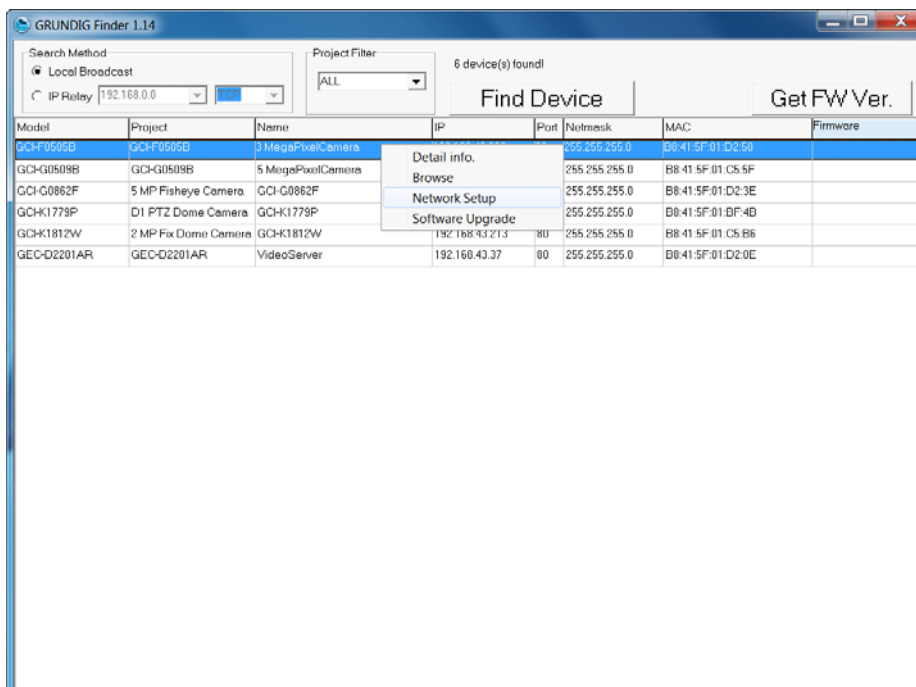 GRUNDIG Finder 1.14
Search Method
Local Broadcast
IP Relay 192.168.0.0
Project Filter
ALL
6 device(s) found!
Find Device
Get FW Ver.
Model Project Name IP Port Netmask MAC Firmware
GCI-F0505B GCI-F0505B 3 MegaPixelCamera 255.255.255.0 B8:41:5F:01:D2:58
GCI-G0509B GCI-G0509B 5 MegaPixelCamera 255.255.255.0 B8:41:5F:01:C5:5F
GCI-G0862F 5 MP Fisheye Camera GCI-G0862F 255.255.255.0 B8:41:5F:01:D2:3E
GCI-K1779P D1 PTZ Dome Camera GCI-K1779P 255.255.255.0 B8:41:5F:01:BF:4B
GCI-K1812W 2 MP Fix Dome Camera GCI-K1812W 192.168.43.213 80 255.255.255.0 B8:41:5F:01:C5:B6
GEC-D2201AR GEC-D2201AR VideoServer 192.168.43.37 80 255.255.255.0 B8:41:5F:01:D2:0E
Detail info.
Browse
Network Setup
Software Upgrade